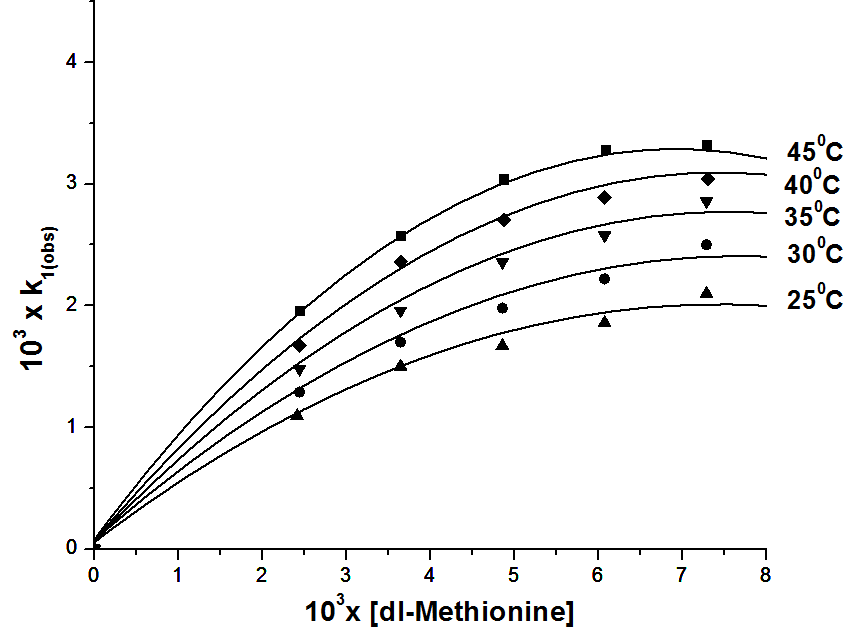 4
3
2
1
0
0 1 2 3 4 5 6 7 8
10³ x k₁₍obs₎
10³x [dl-Methionine]
45⁰C
40⁰C
35⁰C
30⁰C
25⁰C